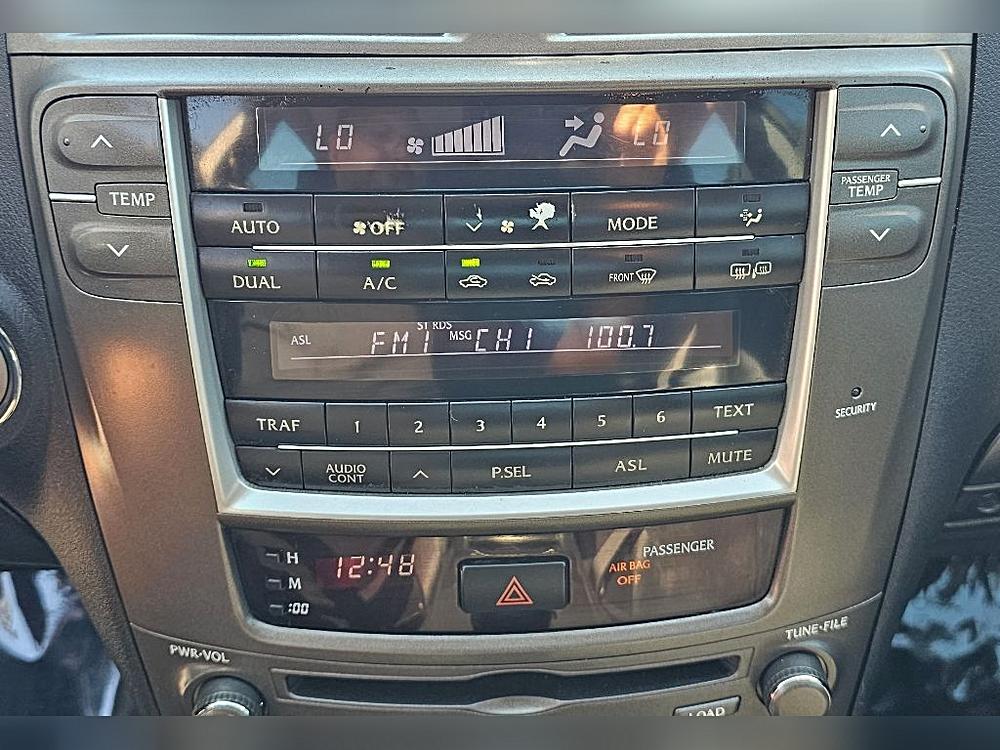 LO LO
TEMP
PASSENGER
TEMP
AUTO OFF MODE
DUAL A/C FRONT
ASL FM1 ST RDS MSG CH1 100.7
SECURITY
TRAF 1 2 3 4 5 6 TEXT
AUDIO
CONT P.SEL ASL MUTE
H 12:48
M
:00
PASSENGER
AIR BAG
OFF
PWR•VOL
TUNE•FILE
LOAD